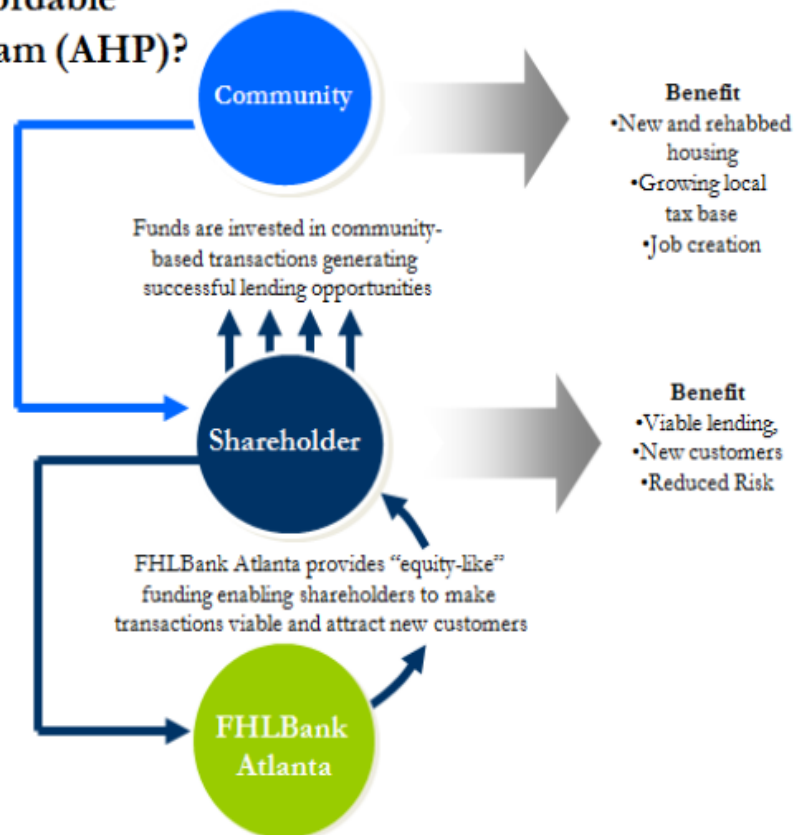 am (AHP)?
Community
Benefit
•New and rehabbed
housing
•Growing local
tax base
•Job creation
Funds are invested in community-
based transactions generating
successful lending opportunities
Shareholder
Benefit
•Viable lending,
•New customers
•Reduced Risk
FHLBank Atlanta provides “equity-like”
funding enabling shareholders to make
transactions viable and attract new customers
FHLBank
Atlanta